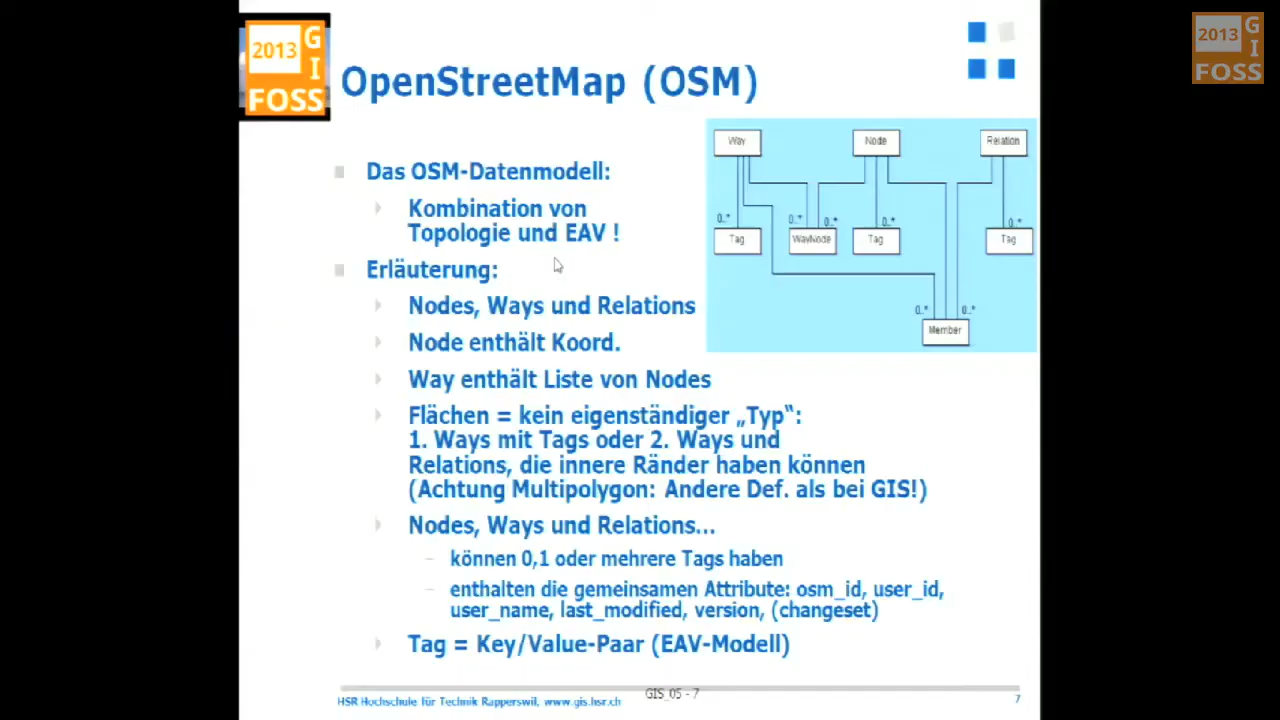 2013
GI
FOSS
OpenStreetMap (OSM)
2013
GI
FOSS
Das OSM-Datenmodell:
Kombination von
Topologie und EAV !
Erläuterung:
Nodes, Ways und Relations
Node enthält Koord.
Way enthält Liste von Nodes
Flächen = kein eigenständiger „Typ“:
1. Ways mit Tags oder 2. Ways und
Relations, die innere Ränder haben können
(Achtung Multipolygon: Andere Def. als bei GIS!)
Nodes, Ways und Relations...
– können 0,1 oder mehrere Tags haben
– enthalten die gemeinsamen Attribute: osm_id, user_id,
user_name, last_modified, version, (changeset)
Tag = Key/Value-Paar (EAV-Modell)
Way Node Relation
0..* 0..* 0..* 0..* 0..*
Tag WayNode Tag Tag
0..* 0..*
Member
HSR Hochschule für Technik Rapperswil, www.gis.hsr.ch
GIS_05 - 7
7